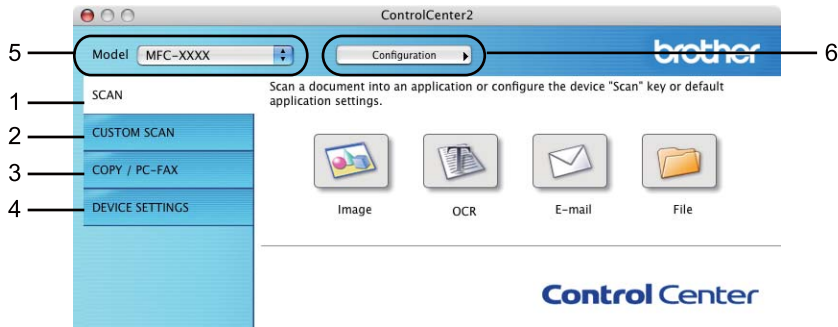 ControlCenter2
5
Model MFC-XXXX
Configuration
brother
6
1
SCAN
Scan a document into an application or configure the device "Scan" key or default
application settings.
2
CUSTOM SCAN
3
COPY / PC-FAX
4
DEVICE SETTINGS
Image
OCR
E-mail
File
Control Center